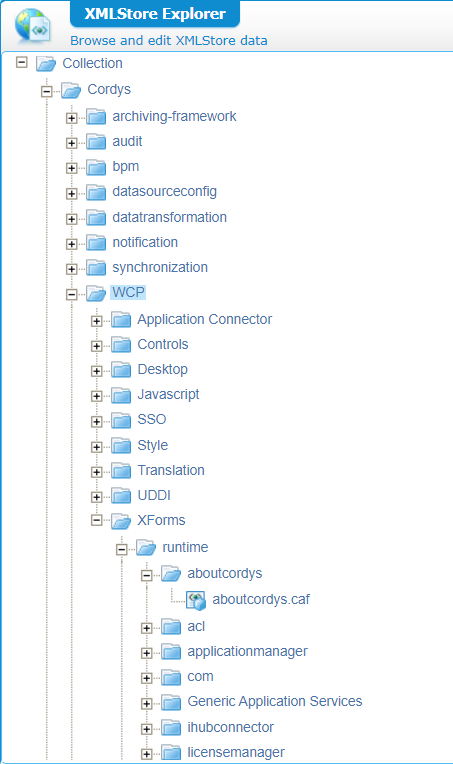 XMLStore Explorer
Browse and edit XMLStore data
Collection
Cordys
archiving-framework
audit
bpm
datasourceconfig
datatransformation
notification
synchronization
WCP
Application Connector
Controls
Desktop
Javascript
SSO
Style
Translation
UDDI
XForms
runtime
aboutcordys
aboutcordys.caf
acl
applicationmanager
com
Generic Application Services
ihubconnector
licensemanager